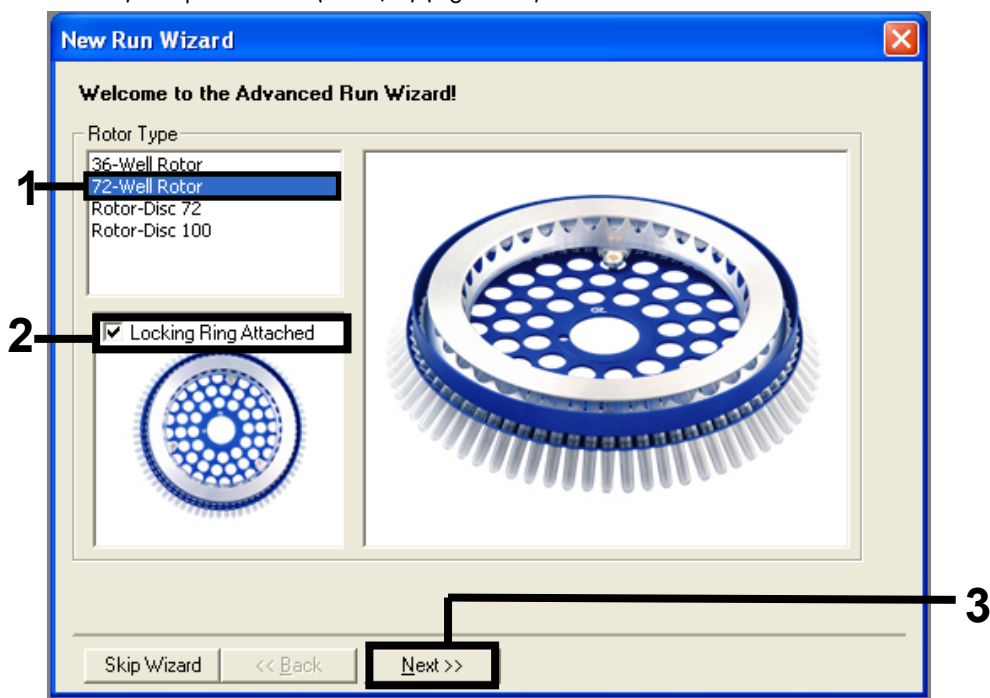 New Run Wizard
Welcome to the Advanced Run Wizard!
Rotor Type
36-Well Rotor
1
72-Well Rotor
Rotor-Disc 72
Rotor-Disc 100
2
Locking Ring Attached
3
Skip Wizard << Back Next >>